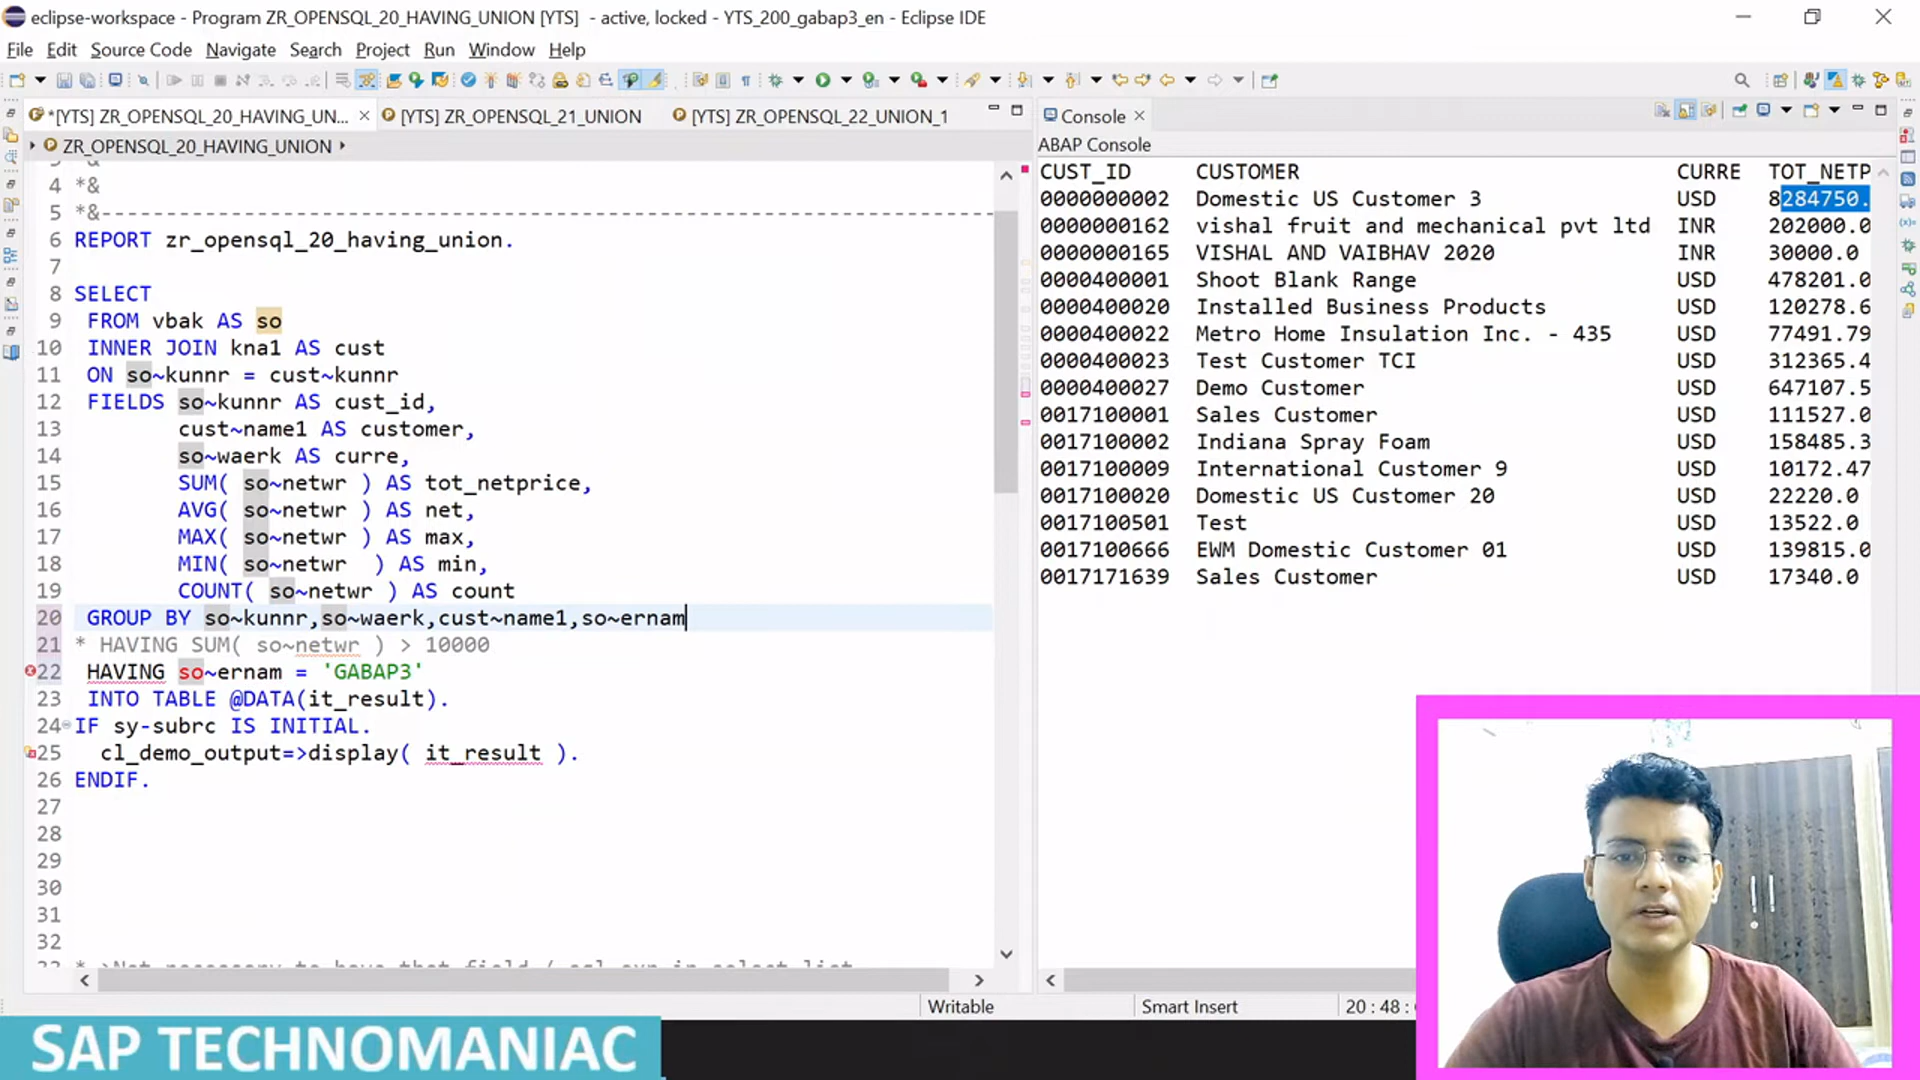 eclipse-workspace - Program ZR_OPENSQL_20_HAVING_UNION [YTS] - active, locked - YTS_200_gabap3_en - Eclipse IDE
File Edit Source Code Navigate Search Project Run Window Help
*[YTS] ZR_OPENSQL_20_HAVING_UN... [YTS] ZR_OPENSQL_21_UNION [YTS] ZR_OPENSQL_22_UNION_1
ZR_OPENSQL_20_HAVING_UNION
4 *&
5 *&---------------------------------------------------------------------
6 REPORT zr_opensql_20_having_union.
7
8 SELECT
9 FROM vbak AS so
10 INNER JOIN kna1 AS cust
11 ON so~kunnr = cust~kunnr
12 FIELDS so~kunnr AS cust_id,
13 cust~name1 AS customer,
14 so~waerk AS curre,
15 SUM( so~netwr ) AS tot_netprice,
16 AVG( so~netwr ) AS net,
17 MAX( so~netwr ) AS max,
18 MIN( so~netwr  ) AS min,
19 COUNT( so~netwr ) AS count
20 GROUP BY so~kunnr,so~waerk,cust~name1,so~ernam
21 * HAVING SUM( so~netwr ) > 10000
22 HAVING so~ernam = 'GABAP3'
23 INTO TABLE @DATA(it_result).
24 IF sy-subrc IS INITIAL.
25 cl_demo_output=>display( it_result ).
26 ENDIF.
27
28
29
30
31
32
Console
ABAP Console
CUST_ID CUSTOMER CURRE TOT_NETP
0000000002 Domestic US Customer 3 USD 8284750.
0000000162 vishal fruit and mechanical pvt ltd INR 202000.0
0000000165 VISHAL AND VAIBHAV 2020 INR 30000.0
0000400001 Shoot Blank Range USD 478201.0
0000400020 Installed Business Products USD 120278.6
0000400022 Metro Home Insulation Inc. - 435 USD 77491.79
0000400023 Test Customer TCI USD 312365.4
0000400027 Demo Customer USD 647107.5
0017100001 Sales Customer USD 111527.0
0017100002 Indiana Spray Foam USD 158485.3
0017100009 International Customer 9 USD 10172.47
0017100020 Domestic US Customer 20 USD 22220.0
0017100501 Test USD 13522.0
0017100666 EWM Domestic Customer 01 USD 139815.0
0017171639 Sales Customer USD 17340.0
Writable Smart Insert 20 : 48 :
SAP TECHNOMANIAC